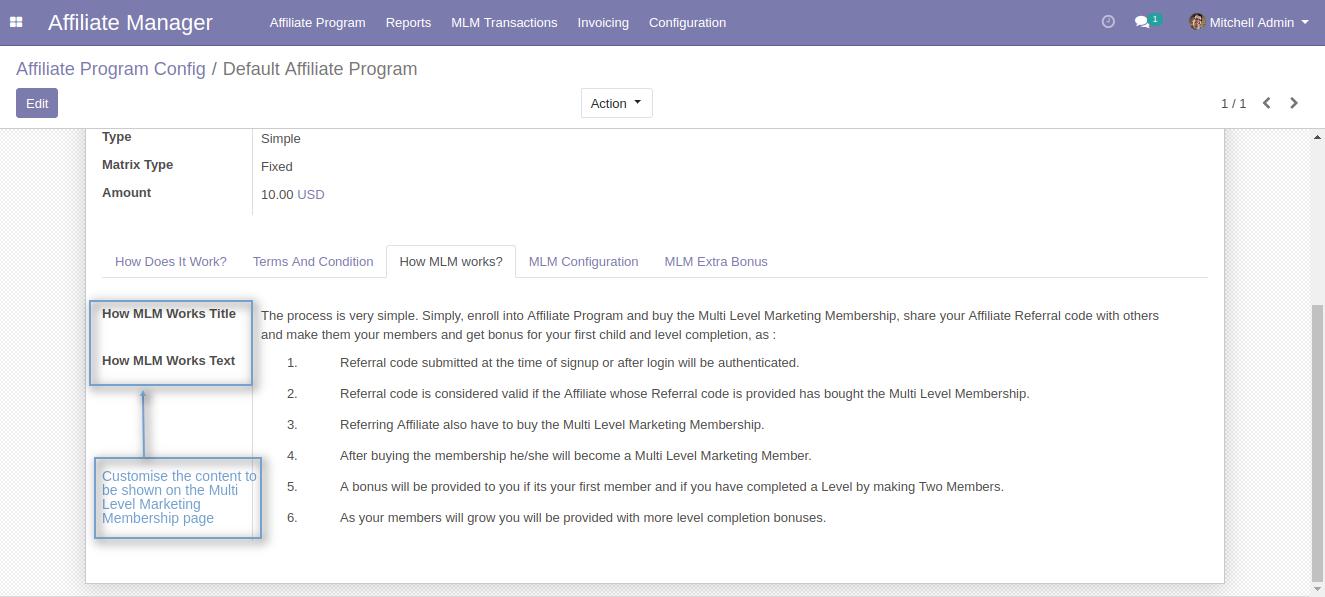 Affiliate Manager Affiliate Program Reports MLM Transactions Invoicing Configuration 1 Mitchell Admin
Affiliate Program Config / Default Affiliate Program
Edit Action 1 / 1
Type Simple
Matrix Type Fixed
Amount 10.00 USD
How Does It Work? Terms And Condition How MLM works? MLM Configuration MLM Extra Bonus
How MLM Works Title
How MLM Works Text
The process is very simple. Simply, enroll into Affiliate Program and buy the Multi Level Marketing Membership, share your Affiliate Referral code with others
and make them your members and get bonus for your first child and level completion, as :
1. Referral code submitted at the time of signup or after login will be authenticated.
2. Referral code is considered valid if the Affiliate whose Referral code is provided has bought the Multi Level Membership.
3. Referring Affiliate also have to buy the Multi Level Marketing Membership.
4. After buying the membership he/she will become a Multi Level Marketing Member.
5. A bonus will be provided to you if its your first member and if you have completed a Level by making Two Members.
6. As your members will grow you will be provided with more level completion bonuses.
Customise the content to
be shown on the Multi
Level Marketing
Membership page